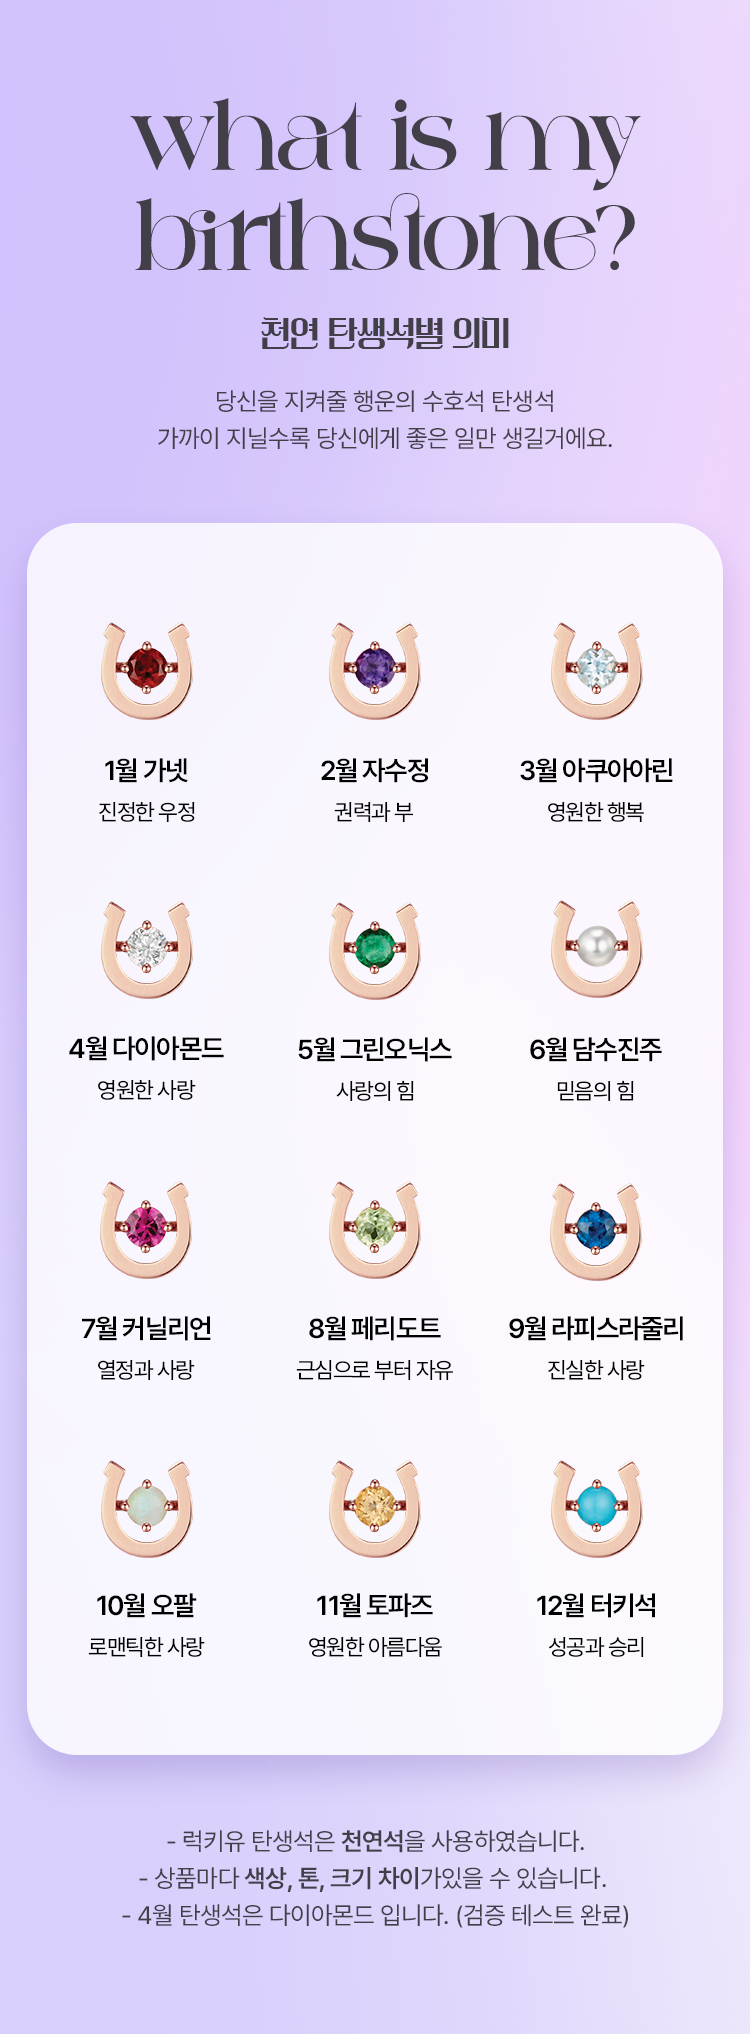 what is my
birthstone?
천연 탄생석별 의미
당신을 지켜줄 행운의 수호석 탄생석
가까이 지닐수록 당신에게 좋은 일만 생길거에요.
1월 가넷
진정한 우정
2월 자수정
권력과 부
3월 아쿠아아린
영원한 행복
4월 다이아몬드
영원한 사랑
5월 그린오닉스
사랑의 힘
6월 담수진주
믿음의 힘
7월 커닐리언
열정과 사랑
8월 페리도트
근심으로 부터 자유
9월 라피스라줄리
진실한 사랑
10월 오팔
로맨틱한 사랑
11월 토파즈
영원한 아름다움
12월 터키석
성공과 승리
- 럭키유 탄생석은 천연석을 사용하였습니다.
- 상품마다 색상, 톤, 크기 차이가있을 수 있습니다.
- 4월 탄생석은 다이아몬드 입니다. (검증 테스트 완료)